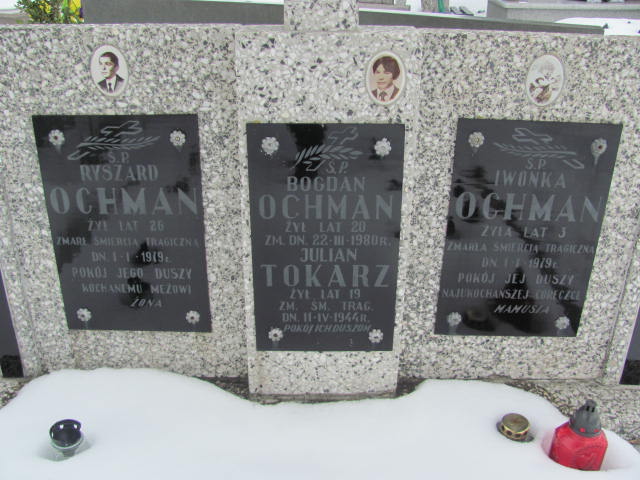 Ś.P.
RYSZARD
OCHMAN
ŻYŁ LAT 26
ZMARŁ ŚMIERCIĄ TRAGICZNĄ
DN. 1-I-1979r.
POKÓJ JEGO DUSZY
KOCHANEMU MĘŻOWI
ŻONA
Ś.P.
BOGDAN
OCHMAN
ŻYŁ LAT 20
ZM. DN. 22-III-1980r.
JULIAN
TOKARZ
ŻYŁ LAT 19
ZM. ŚM. TRAG.
DN. 11-IV-1944r.
POKÓJ ICH DUSZOM
Ś.P.
IWONKA
OCHMAN
ŻYŁA LAT 3
ZMARŁA ŚMIERCIĄ TRAGICZNĄ
DN. 1-I-1979r.
POKÓJ JEJ DUSZY
NAJUKOCHANSZEJ CÓRECZCE
MAMUSIA